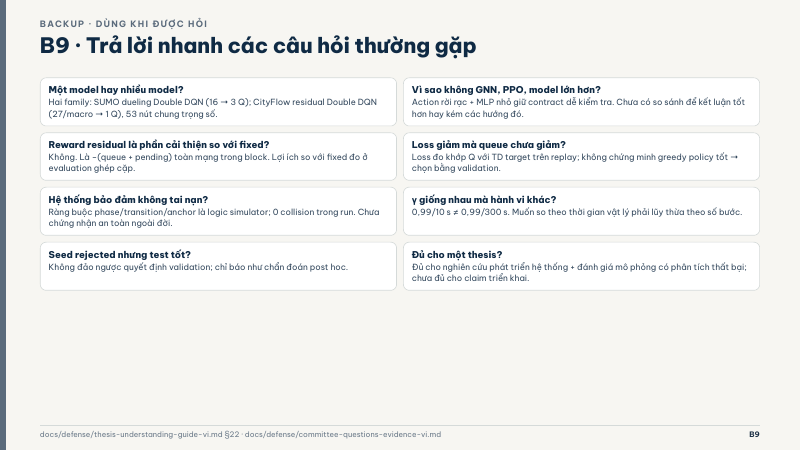 BACKUP · DÙNG KHI ĐƯỢC HỎI
B9 · Trả lời nhanh các câu hỏi thường gặp
Một model hay nhiều model?
Hai family: SUMO dueling Double DQN (16 → 3 Q); CityFlow residual Double DQN
(27/macro → 1 Q), 53 nút chung trọng số.
Vì sao không GNN, PPO, model lớn hơn?
Action rời rạc + MLP nhỏ giữ contract dễ kiểm tra. Chưa có so sánh để kết luận tốt
hơn hay kém các hướng đó.
Reward residual là phần cải thiện so với fixed?
Không. Là −(queue + pending) toàn mạng trong block. Lợi ích so với fixed đo ở
evaluation ghép cặp.
Loss giảm mà queue chưa giảm?
Loss đo khớp Q với TD target trên replay; không chứng minh greedy policy tốt →
chọn bằng validation.
Hệ thống bảo đảm không tai nạn?
Ràng buộc phase/transition/anchor là logic simulator; 0 collision trong run. Chưa
chứng nhận an toàn ngoài đời.
γ giống nhau mà hành vi khác?
0,99/10 s ≠ 0,99/300 s. Muốn so theo thời gian vật lý phải lũy thừa theo số bước.
Seed rejected nhưng test tốt?
Không đảo ngược quyết định validation; chỉ báo như chẩn đoán post hoc.
Đủ cho một thesis?
Đủ cho nghiên cứu phát triển hệ thống + đánh giá mô phỏng có phân tích thất bại;
chưa đủ cho claim triển khai.
docs/defense/thesis-understanding-guide-vi.md §22 · docs/defense/committee-questions-evidence-vi.md
B9